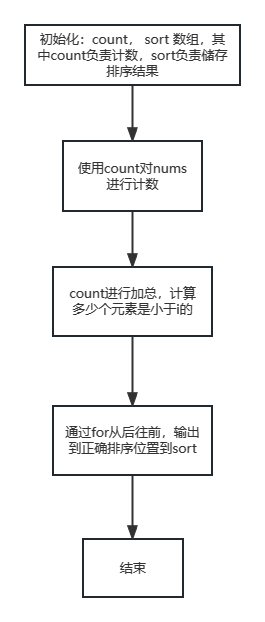 初始化：count， sort 数组，其
中count负责计数，sort负责储存
排序结果
使用count对nums
进行计数
count进行加总，计算
多少个元素是小于i的
通过for从后往前，输出
到正确排序位置到sort
结束